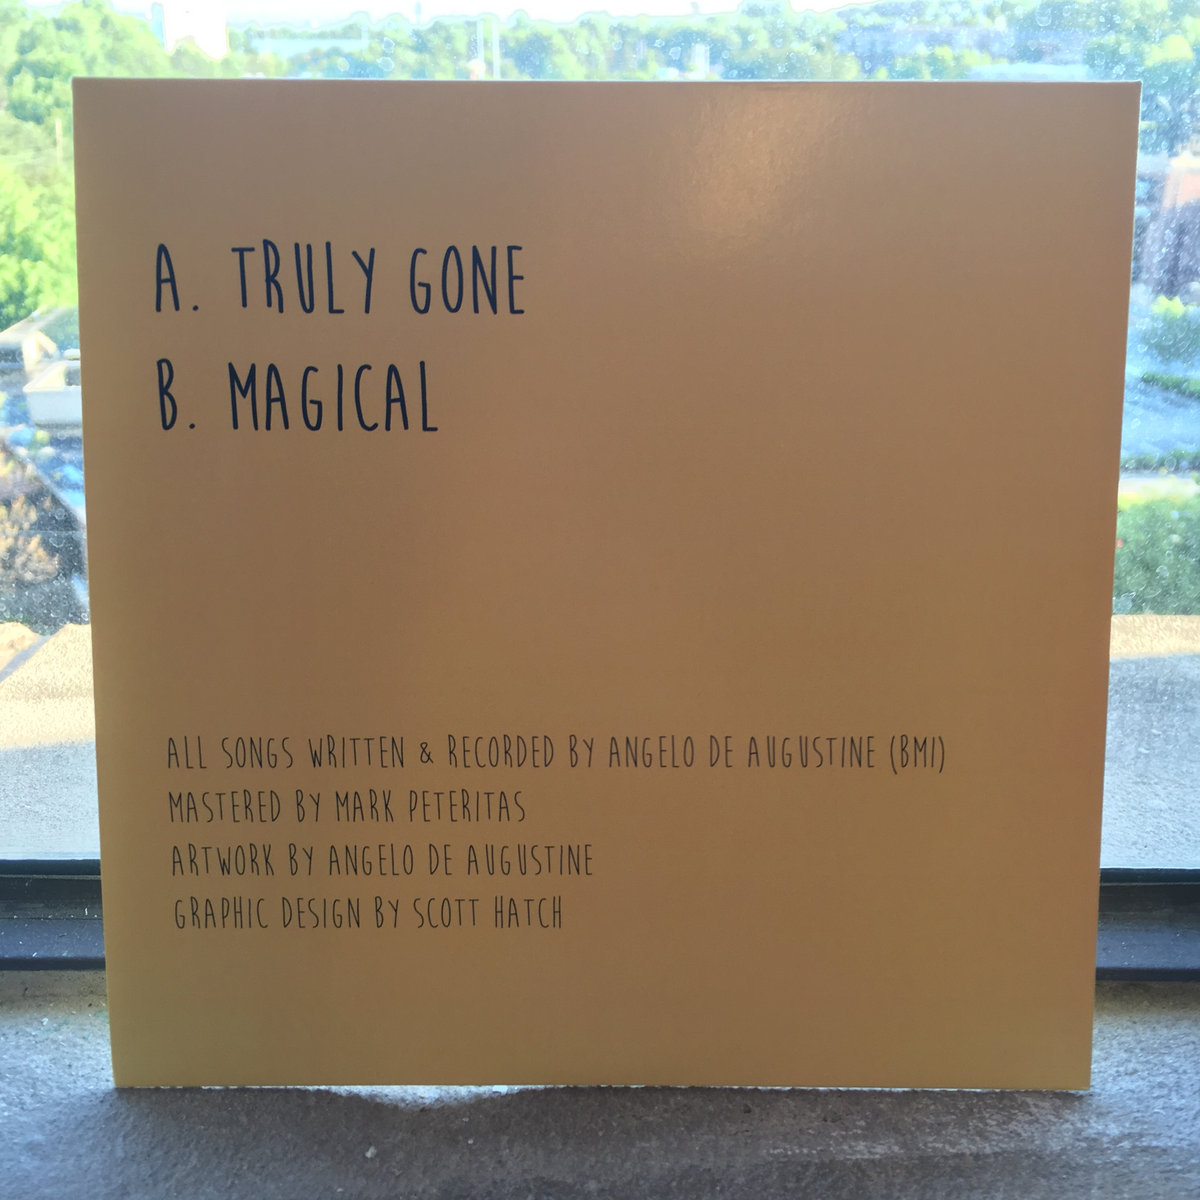 A. TRULY GONE
B. MAGICAL
ALL SONGS WRITTEN & RECORDED BY ANGELO DE AUGUSTINE (BMI)
MASTERED BY MARK PETERITAS
ARTWORK BY ANGELO DE AUGUSTINE
GRAPHIC DESIGN BY SCOTT HATCH